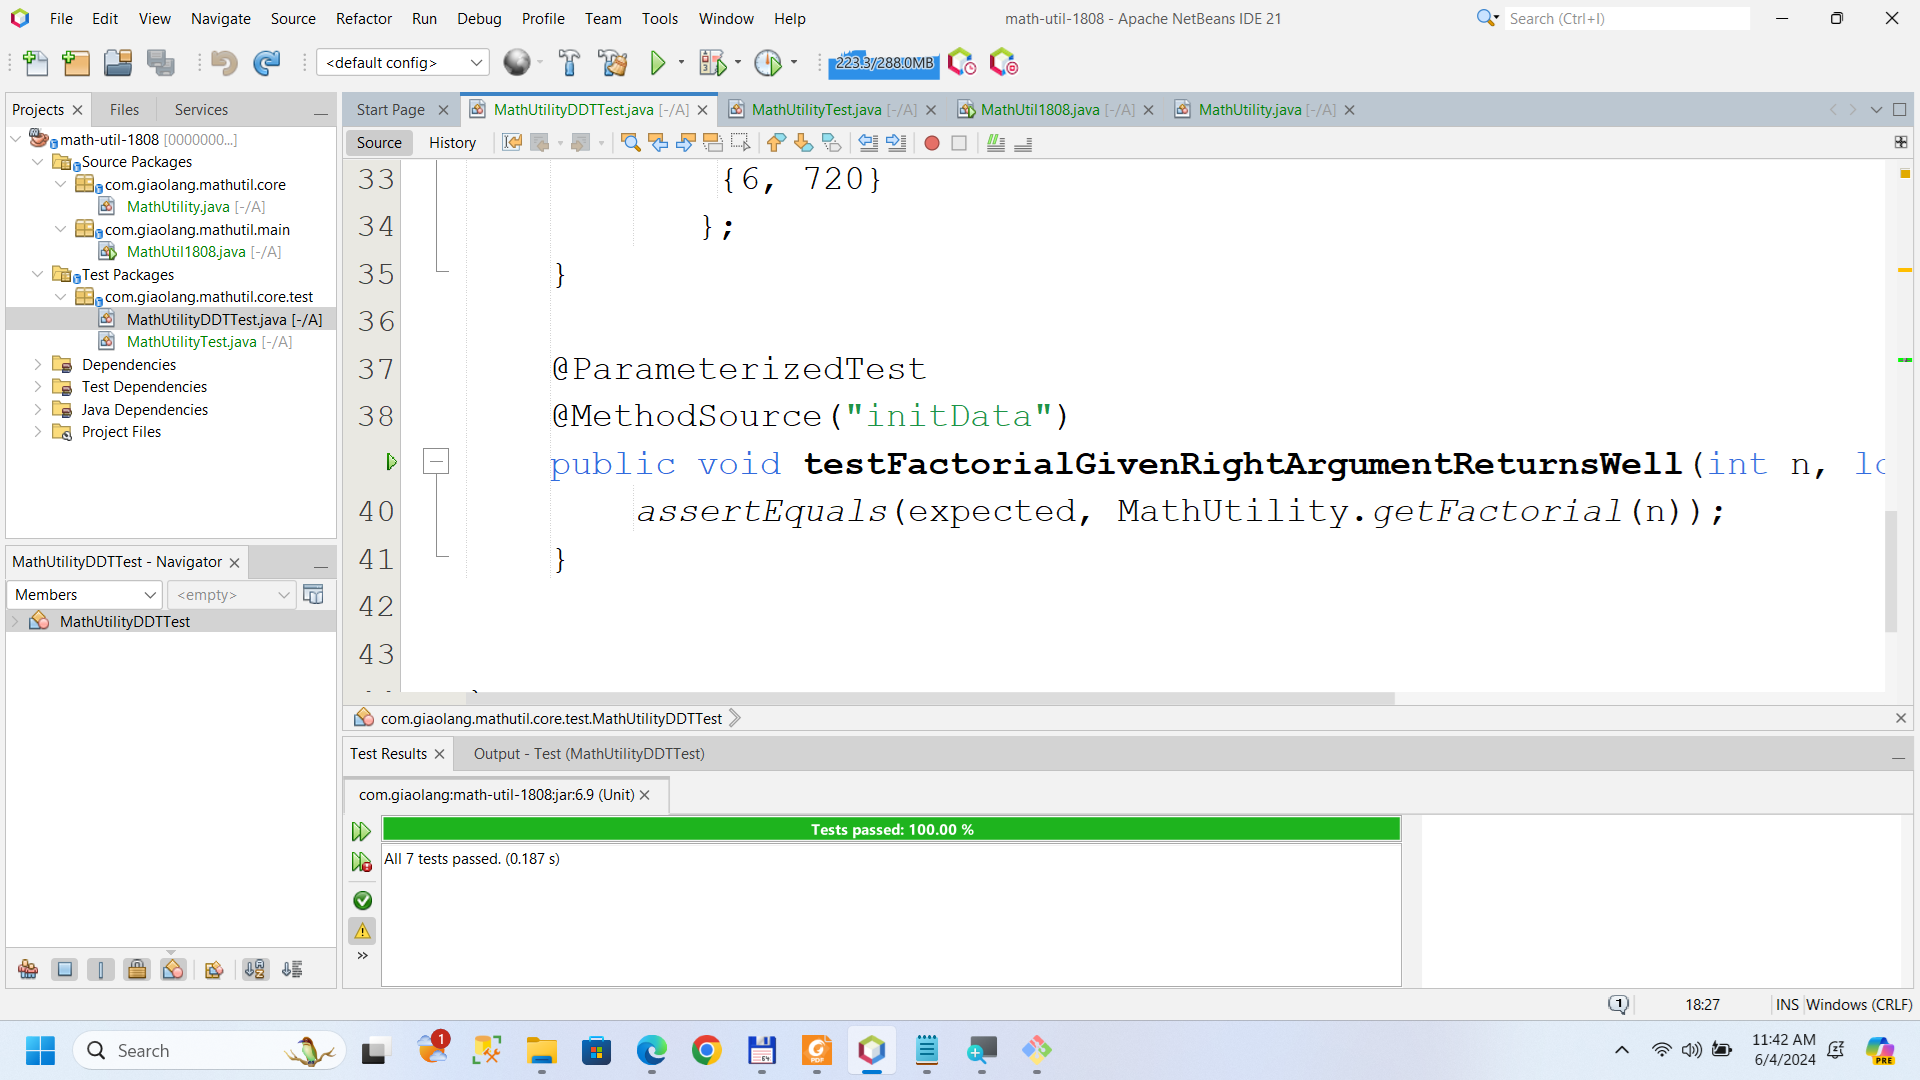 File Edit View Navigate Source Refactor Run Debug Profile Team Tools Window Help
math-util-1808 - Apache NetBeans IDE 21
Search (Ctrl+I)
<default config>
223.3/288.0MB
Projects Files Services
math-util-1808 [0000000...]
Source Packages
com.giaolang.mathutil.core
MathUtility.java [-/A]
com.giaolang.mathutil.main
MathUtil1808.java [-/A]
Test Packages
com.giaolang.mathutil.core.test
MathUtilityDDTTest.java [-/A]
MathUtilityTest.java [-/A]
Dependencies
Test Dependencies
Java Dependencies
Project Files
MathUtilityDDTTest - Navigator
Members <empty>
MathUtilityDDTTest
Start Page MathUtilityDDTTest.java [-/A] MathUtilityTest.java [-/A] MathUtil1808.java [-/A] MathUtility.java [-/A]
Source History
33 {6, 720}
34 };
35 }
36
37 @ParameterizedTest
38 @MethodSource("initData")
public void testFactorialGivenRightArgumentReturnsWell(int n, lo
40 assertEquals(expected, MathUtility.getFactorial(n));
41 }
42
43
com.giaolang.mathutil.core.test.MathUtilityDDTTest
Test Results Output - Test (MathUtilityDDTTest)
com.giaolang:math-util-1808:jar:6.9 (Unit)
Tests passed: 100.00 %
All 7 tests passed. (0.187 s)
1 18:27 INS Windows (CRLF)
Search
1
64
PDF
11:42 AM
6/4/2024
PRE